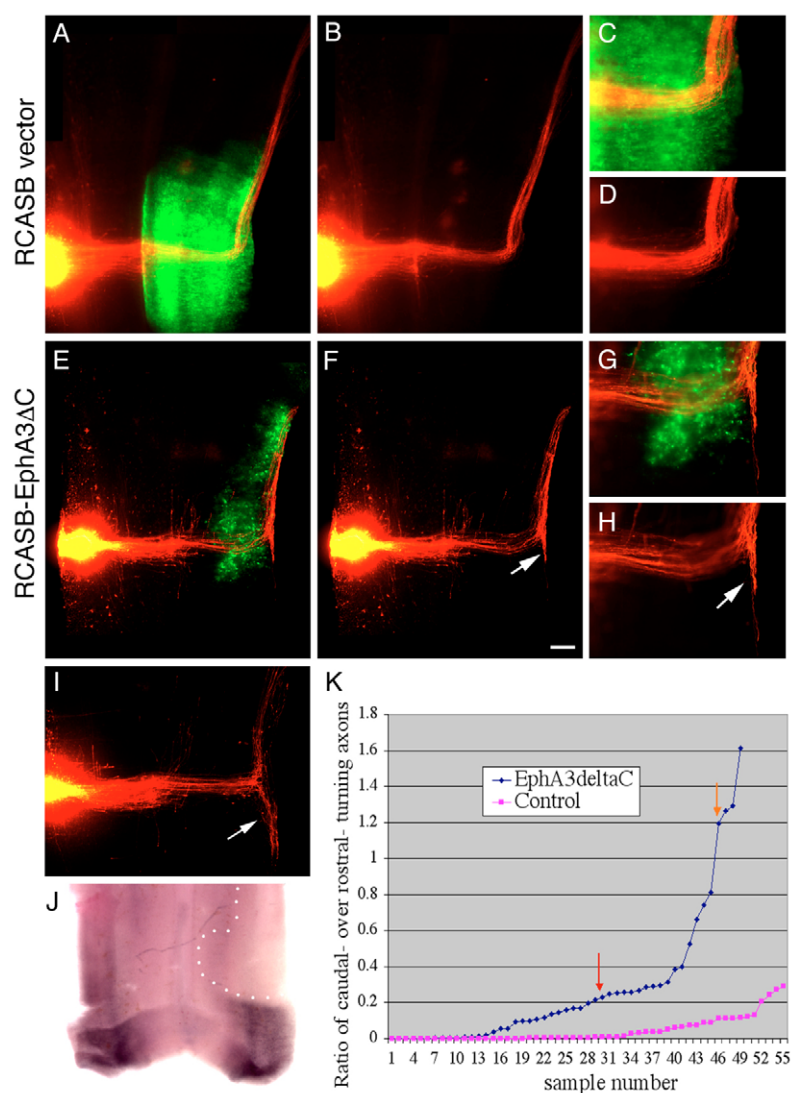 A
B
C
D
RCASB vector
E
F
G
H
RCASB-EphA3ΔC
I
J
K
Ratio of caudal- over rostral- turning axons
1.8
1.6
1.4
1.2
1
0.8
0.6
0.4
0.2
0
EphA3deltaC
Control
1 4 7 10 13 16 19 22 25 28 31 34 37 40 43 46 49 52 55
sample number